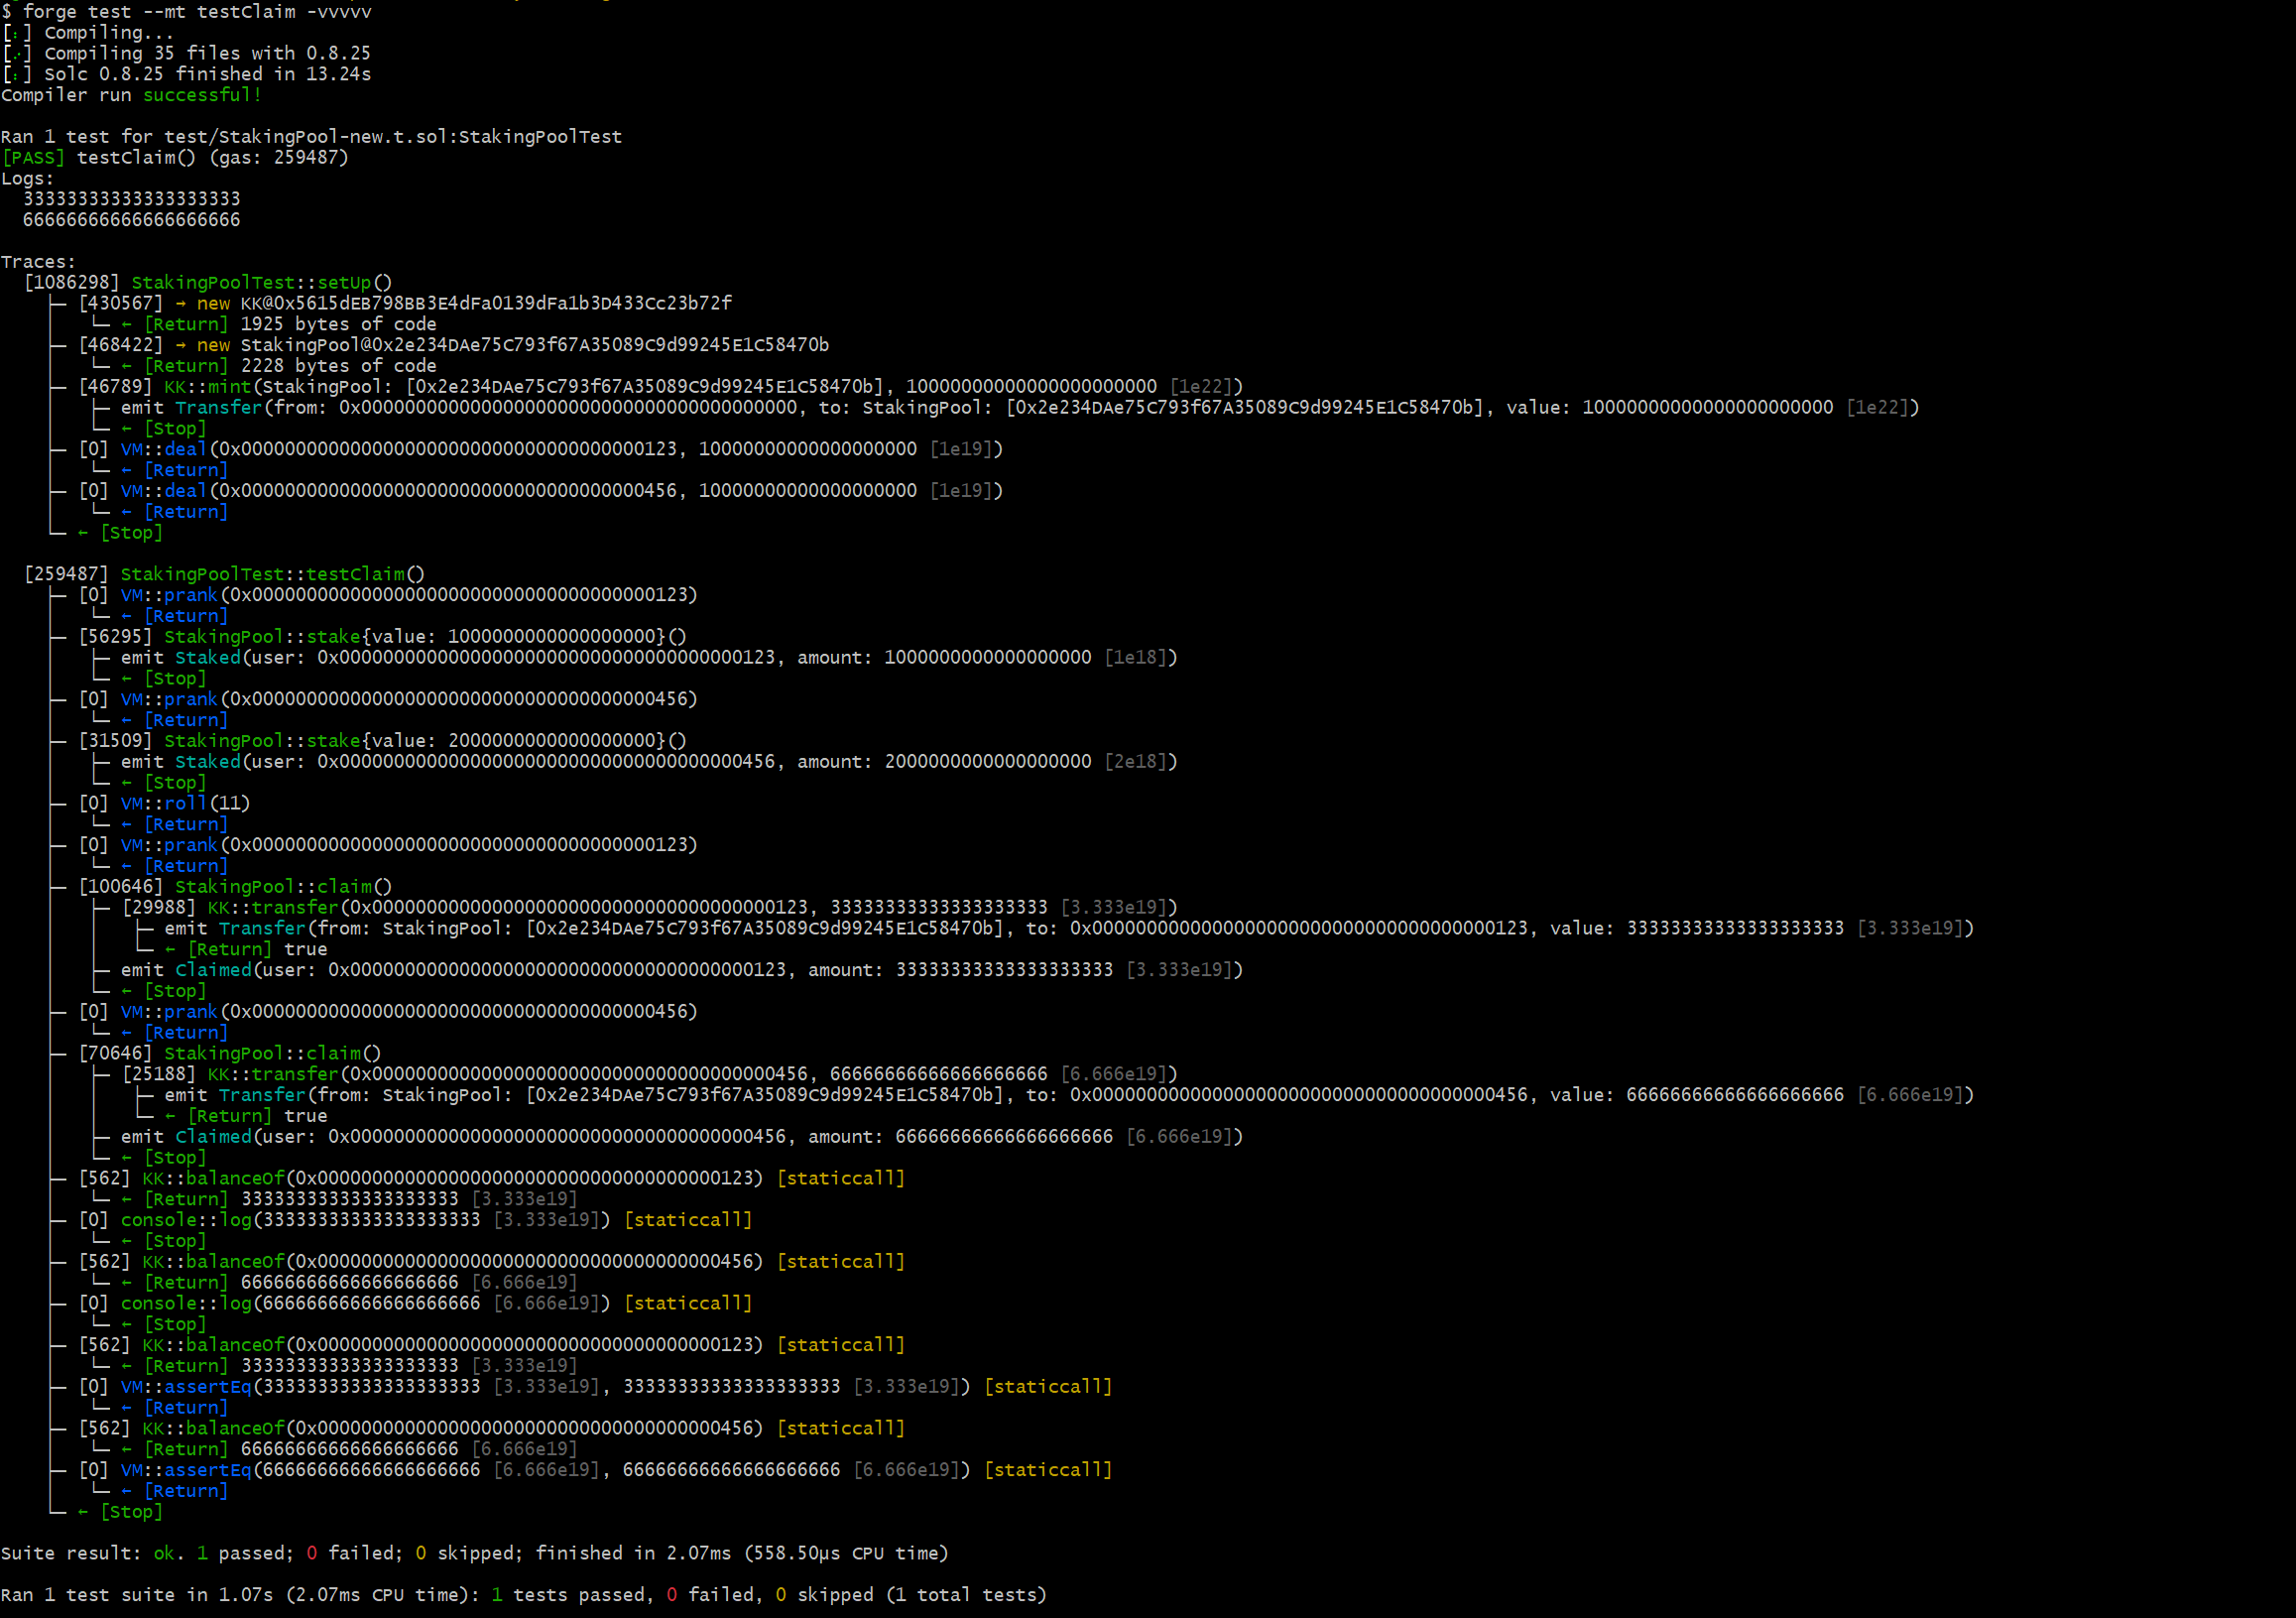 $ forge test --mt testClaim -vvvvv
[⠰] Compiling...
[⠔] Compiling 35 files with 0.8.25
[⠰] Solc 0.8.25 finished in 13.24s
Compiler run successful!
Ran 1 test for test/StakingPool-new.t.sol:StakingPoolTest
[PASS] testClaim() (gas: 259487)
Logs:
  33333333333333333333
  66666666666666666666
Traces:
  [1086298] StakingPoolTest::setUp()
    ├─ [430567] → new KK@0x5615dEB798BB3E4dFa0139dFa1b3D433Cc23b72f
    │   └─ ← [Return] 1925 bytes of code
    ├─ [468422] → new StakingPool@0x2e234DAe75C793f67A35089C9d99245E1C58470b
    │   └─ ← [Return] 2228 bytes of code
    ├─ [46789] KK::mint(StakingPool: [0x2e234DAe75C793f67A35089C9d99245E1C58470b], 10000000000000000000000 [1e22])
    │   ├─ emit Transfer(from: 0x0000000000000000000000000000000000000000, to: StakingPool: [0x2e234DAe75C793f67A35089C9d99245E1C58470b], value: 10000000000000000000000 [1e22])
    │   └─ ← [Stop]
    ├─ [0] VM::deal(0x0000000000000000000000000000000000000123, 10000000000000000000 [1e19])
    │   └─ ← [Return]
    ├─ [0] VM::deal(0x0000000000000000000000000000000000000456, 10000000000000000000 [1e19])
    │   └─ ← [Return]
    └─ ← [Stop]
  [259487] StakingPoolTest::testClaim()
    ├─ [0] VM::prank(0x0000000000000000000000000000000000000123)
    │   └─ ← [Return]
    ├─ [56295] StakingPool::stake{value: 1000000000000000000}()
    │   ├─ emit Staked(user: 0x0000000000000000000000000000000000000123, amount: 1000000000000000000 [1e18])
    │   └─ ← [Stop]
    ├─ [0] VM::prank(0x0000000000000000000000000000000000000456)
    │   └─ ← [Return]
    ├─ [31509] StakingPool::stake{value: 2000000000000000000}()
    │   ├─ emit Staked(user: 0x0000000000000000000000000000000000000456, amount: 2000000000000000000 [2e18])
    │   └─ ← [Stop]
    ├─ [0] VM::roll(11)
    │   └─ ← [Return]
    ├─ [0] VM::prank(0x0000000000000000000000000000000000000123)
    │   └─ ← [Return]
    ├─ [100646] StakingPool::claim()
    │   ├─ [29988] KK::transfer(0x0000000000000000000000000000000000000123, 33333333333333333333 [3.333e19])
    │   │   ├─ emit Transfer(from: StakingPool: [0x2e234DAe75C793f67A35089C9d99245E1C58470b], to: 0x0000000000000000000000000000000000000123, value: 33333333333333333333 [3.333e19])
    │   │   └─ ← [Return] true
    │   ├─ emit Claimed(user: 0x0000000000000000000000000000000000000123, amount: 33333333333333333333 [3.333e19])
    │   └─ ← [Stop]
    ├─ [0] VM::prank(0x0000000000000000000000000000000000000456)
    │   └─ ← [Return]
    ├─ [70646] StakingPool::claim()
    │   ├─ [25188] KK::transfer(0x0000000000000000000000000000000000000456, 66666666666666666666 [6.666e19])
    │   │   ├─ emit Transfer(from: StakingPool: [0x2e234DAe75C793f67A35089C9d99245E1C58470b], to: 0x0000000000000000000000000000000000000456, value: 66666666666666666666 [6.666e19])
    │   │   └─ ← [Return] true
    │   ├─ emit Claimed(user: 0x0000000000000000000000000000000000000456, amount: 66666666666666666666 [6.666e19])
    │   └─ ← [Stop]
    ├─ [562] KK::balanceOf(0x0000000000000000000000000000000000000123) [staticcall]
    │   └─ ← [Return] 33333333333333333333 [3.333e19]
    ├─ [0] console::log(33333333333333333333 [3.333e19]) [staticcall]
    │   └─ ← [Stop]
    ├─ [562] KK::balanceOf(0x0000000000000000000000000000000000000456) [staticcall]
    │   └─ ← [Return] 66666666666666666666 [6.666e19]
    ├─ [0] console::log(66666666666666666666 [6.666e19]) [staticcall]
    │   └─ ← [Stop]
    ├─ [562] KK::balanceOf(0x0000000000000000000000000000000000000123) [staticcall]
    │   └─ ← [Return] 33333333333333333333 [3.333e19]
    ├─ [0] VM::assertEq(33333333333333333333 [3.333e19], 33333333333333333333 [3.333e19]) [staticcall]
    │   └─ ← [Return]
    ├─ [562] KK::balanceOf(0x0000000000000000000000000000000000000456) [staticcall]
    │   └─ ← [Return] 66666666666666666666 [6.666e19]
    ├─ [0] VM::assertEq(66666666666666666666 [6.666e19], 66666666666666666666 [6.666e19]) [staticcall]
    │   └─ ← [Return]
    └─ ← [Stop]
Suite result: ok. 1 passed; 0 failed; 0 skipped; finished in 2.07ms (558.50µs CPU time)
Ran 1 test suite in 1.07s (2.07ms CPU time): 1 tests passed, 0 failed, 0 skipped (1 total tests)